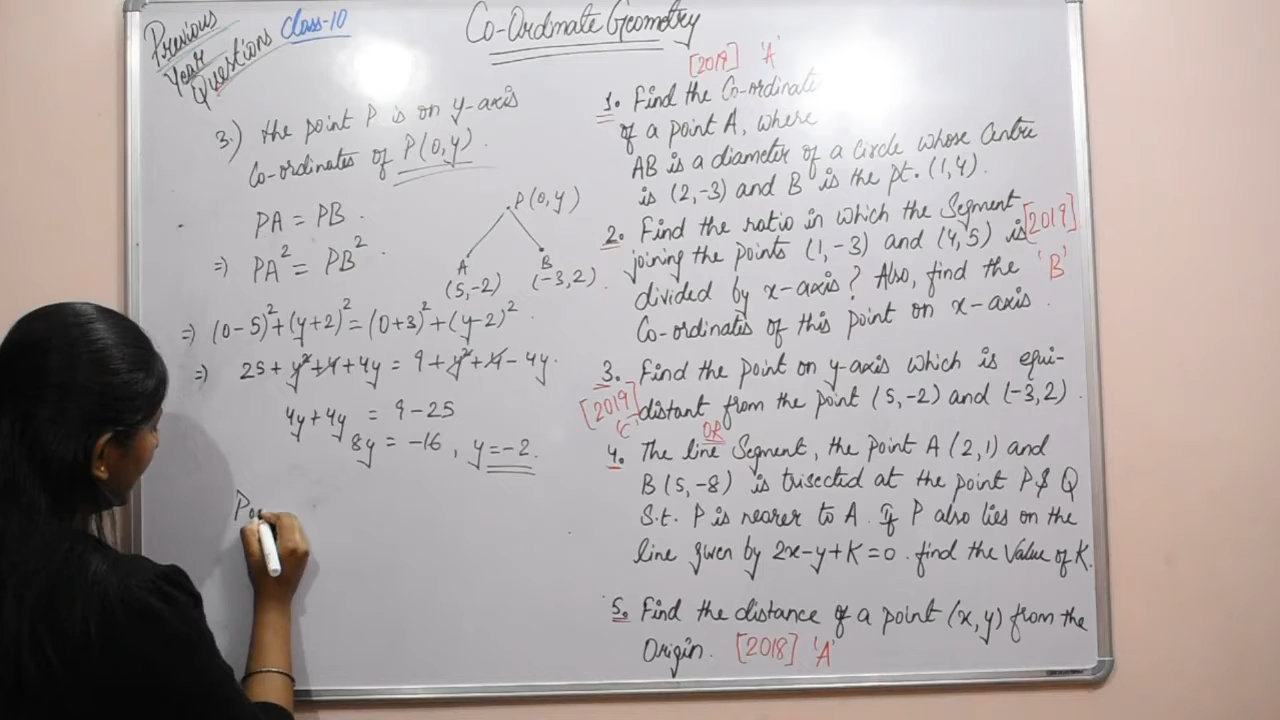 Previous
Year
Questions Class-10
Co-Ordinate Geometry
3.) the point P is on y-axis
Co-ordinates of P(0,y).
PA = PB.
P(0,y)
=) PA² = PB².
A
(5,-2)
B
(-3,2).
=) (0-5)²+(y+2)²=(0+3)²+(y-2)².
=) 25+y²+4+4y = 9+y²+4-4y.
4y+4y = 9-25
8y = -16, y=-2.
Po
[2019] 'A'
1. Find the Co-ordinate
of a point A, where
AB is a diameter of a Circle whose Centre
is (2,-3) and B is the pt. (1,4).
2. Find the ratio in which the Segment [2019]
joining the points (1,-3) and (4,5) is 'B'
divided by x-axis? Also, find the
Co-ordinates of this point on x-axis.
3. Find the point on y-axis which is equi-
[2019] distant from the point (5,-2) and (-3,2).
'C' OR
4. The line Segment, the point A (2,1) and
B(5,-8) is trisected at the point P & Q
S.t. P is nearer to A. If P also lies on the
line given by 2x-y+K=0. find the Value of K.
5. Find the distance of a point (x,y) from the
Origin. [2018] 'A'